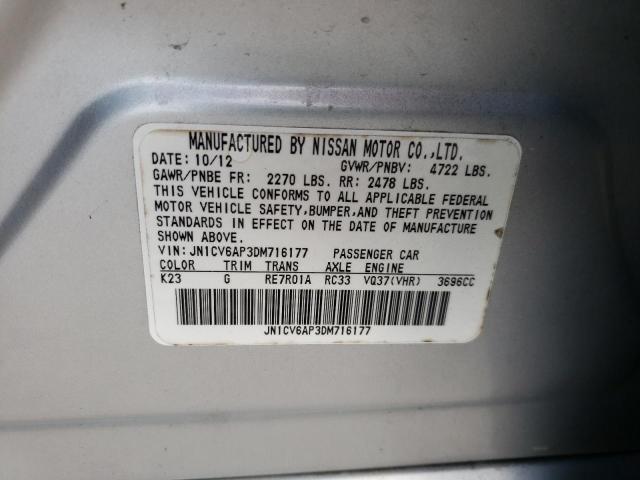 MANUFACTURED BY NISSAN MOTOR CO.,LTD.
DATE: 10/12 GVWR/PNBV: 4722 LBS.
GAWR/PNBE FR: 2270 LBS. RR: 2478 LBS.
THIS VEHICLE CONFORMS TO ALL APPLICABLE FEDERAL
MOTOR VEHICLE SAFETY,BUMPER,AND THEFT PREVENTION
STANDARDS IN EFFECT ON THE DATE OF MANUFACTURE
SHOWN ABOVE.
VIN: JN1CV6AP3DM716177 PASSENGER CAR
COLOR TRIM TRANS AXLE ENGINE
K23 G RE7R01A RC33 VQ37(VHR) 3696CC
JN1CV6AP3DM716177